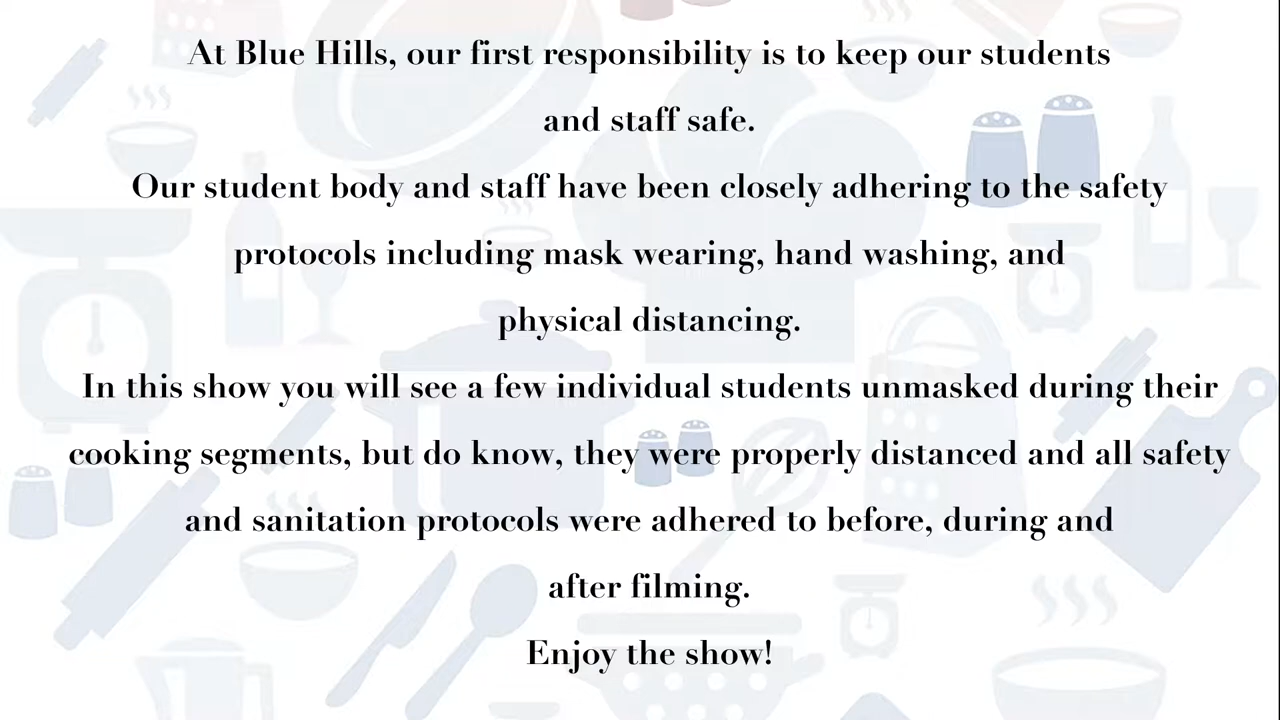 At Blue Hills, our first responsibility is to keep our students
and staff safe.
Our student body and staff have been closely adhering to the safety
protocols including mask wearing, hand washing, and
physical distancing.
In this show you will see a few individual students unmasked during their
cooking segments, but do know, they were properly distanced and all safety
and sanitation protocols were adhered to before, during and
after filming.
Enjoy the show!